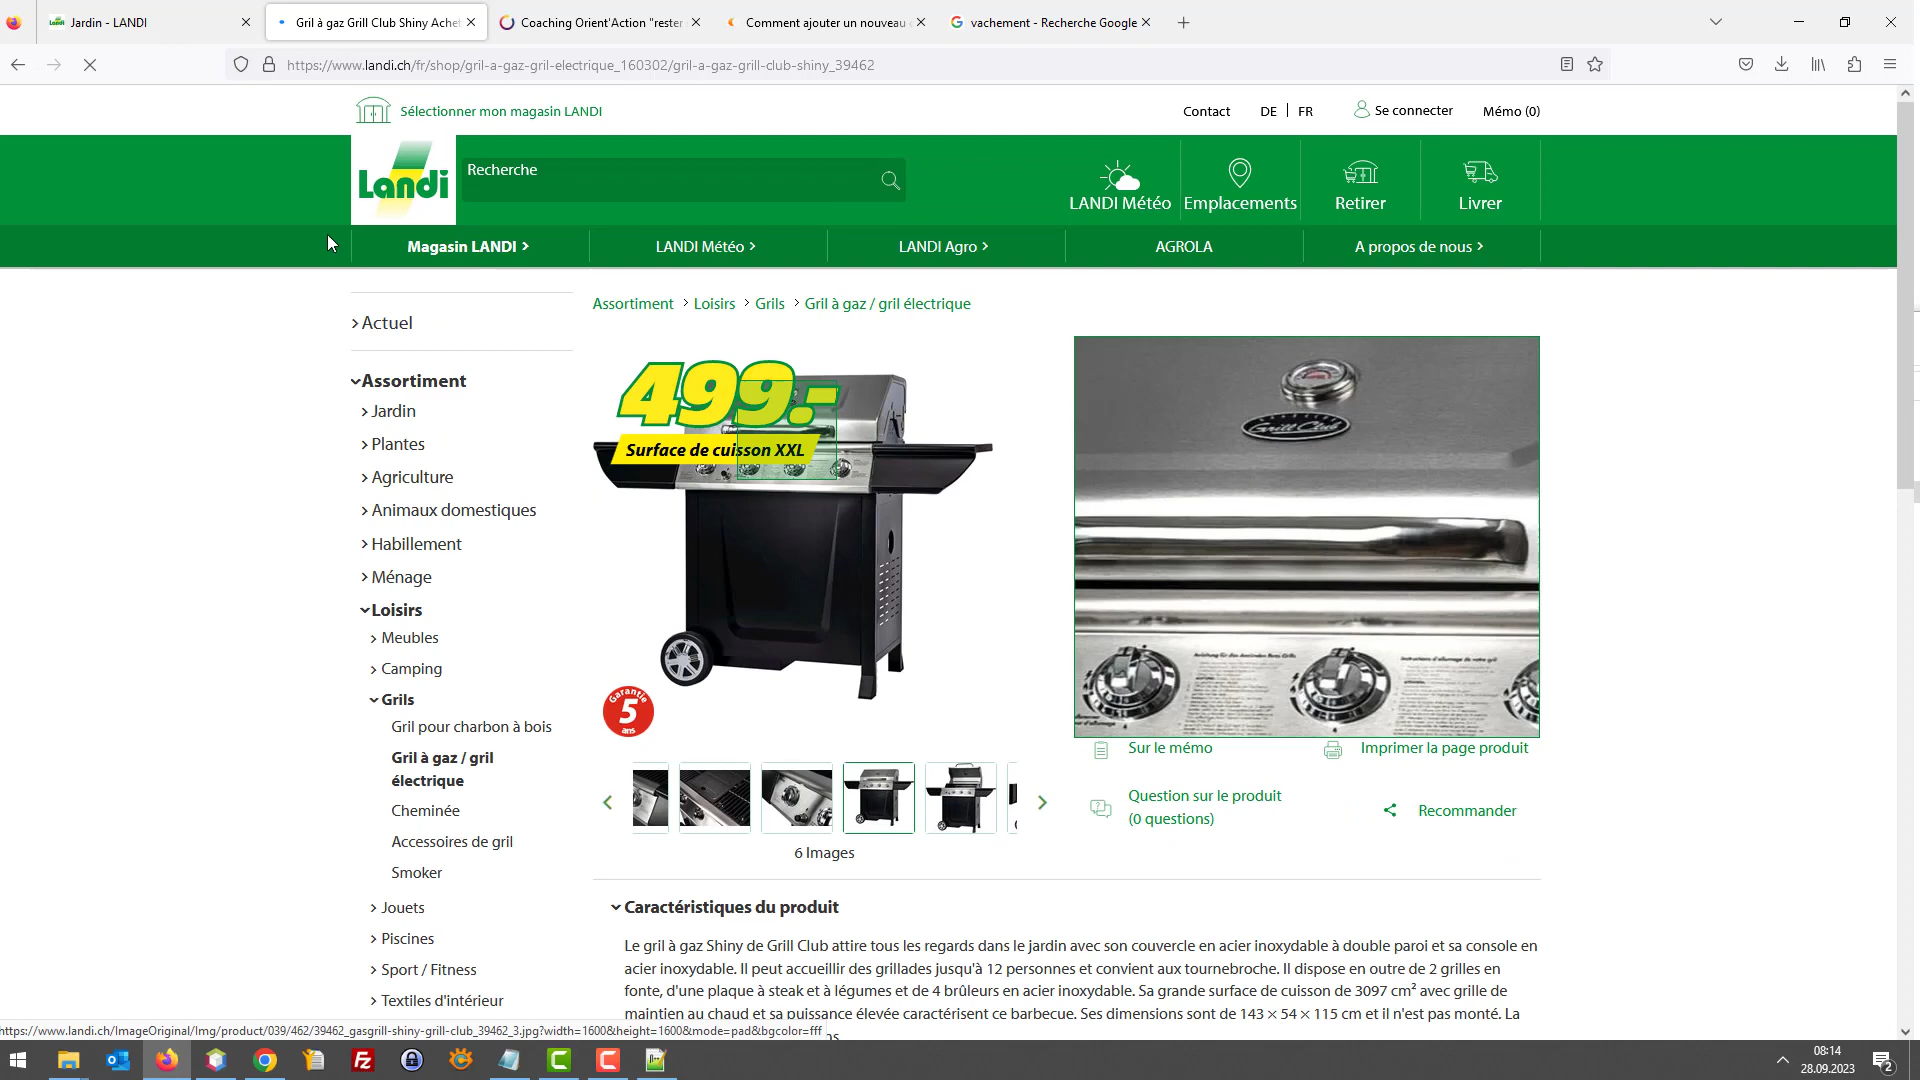 Jardin - LANDI
Gril à gaz Grill Club Shiny Achet
Coaching Orient'Action "rester
Comment ajouter un nouveau
vachement - Recherche Google
https://www.landi.ch/fr/shop/gril-a-gaz-gril-electrique_160302/gril-a-gaz-grill-club-shiny_39462
Sélectionner mon magasin LANDI
Contact
DE | FR
Se connecter
Mémo (0)
Landi
Recherche
LANDI Météo
Emplacements
Retirer
Livrer
Magasin LANDI
LANDI Météo
LANDI Agro
AGROLA
A propos de nous
Assortiment
Loisirs
Grils
Gril à gaz / gril électrique
Actuel
Assortiment
Jardin
Plantes
Agriculture
Animaux domestiques
Habillement
Ménage
Loisirs
Meubles
Camping
Grils
Gril pour charbon à bois
Gril à gaz / gril
électrique
Cheminée
Accessoires de gril
Smoker
Jouets
Piscines
Sport / Fitness
Textiles d'intérieur
499.-
Surface de cuisson XXL
Garantie
5
ans
Grill Club
6 Images
Sur le mémo
Imprimer la page produit
Question sur le produit
(0 questions)
Recommander
Caractéristiques du produit
Le gril à gaz Shiny de Grill Club attire tous les regards dans le jardin avec son couvercle en acier inoxydable à double paroi et sa console en
acier inoxydable. Il peut accueillir des grillades jusqu'à 12 personnes et convient aux tournebroche. Il dispose en outre de 2 grilles en
fonte, d'une plaque à steak et à légumes et de 4 brûleurs en acier inoxydable. Sa grande surface de cuisson de 3097 cm² avec grille de
maintien au chaud et sa puissance élevée caractérisent ce barbecue. Ses dimensions sont de 143 × 54 × 115 cm et il n'est pas monté. La
https://www.landi.ch/ImageOriginal/Img/product/039/462/39462_gasgrill-shiny-grill-club_39462_3.jpg?width=1600&height=1600&mode=pad&bgcolor=fff
08:14
28.09.2023
2